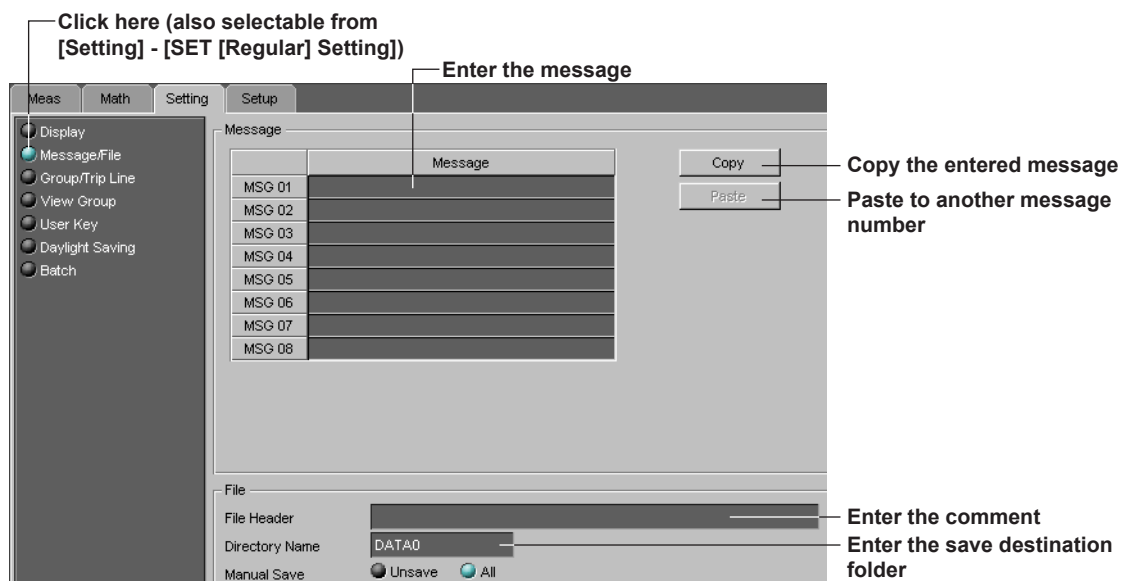 Click here (also selectable from
[Setting] - [SET [Regular] Setting])
Enter the message
Meas Math Setting Setup
Display
Message/File
Group/Trip Line
View Group
User Key
Daylight Saving
Batch
Message
Message
MSG 01
MSG 02
MSG 03
MSG 04
MSG 05
MSG 06
MSG 07
MSG 08
Copy
Paste
Copy the entered message
Paste to another message
number
File
File Header
Directory Name DATA0
Manual Save Unsave All
Enter the comment
Enter the save destination
folder